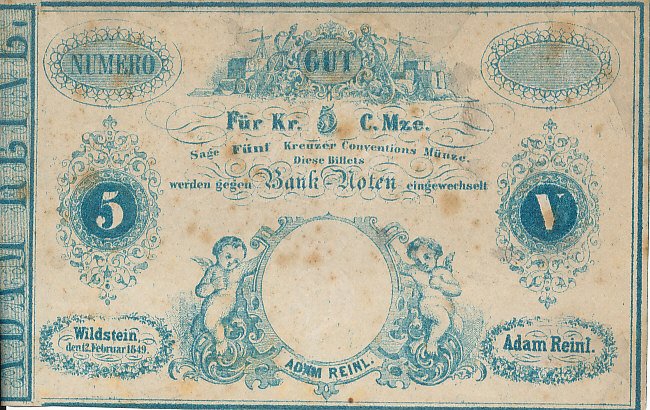 ADAM REINL.
NUMERO
GUT
Für Kr. 5 C. Mze.
Sage Fünf Kreuzer Conventions Münze.
Diese Billets
werden gegen Bank-Noten eingewechselt
5
V
ADAM REINL.
Wildstein
den 12. Februar 1849.
Adam Reinl.